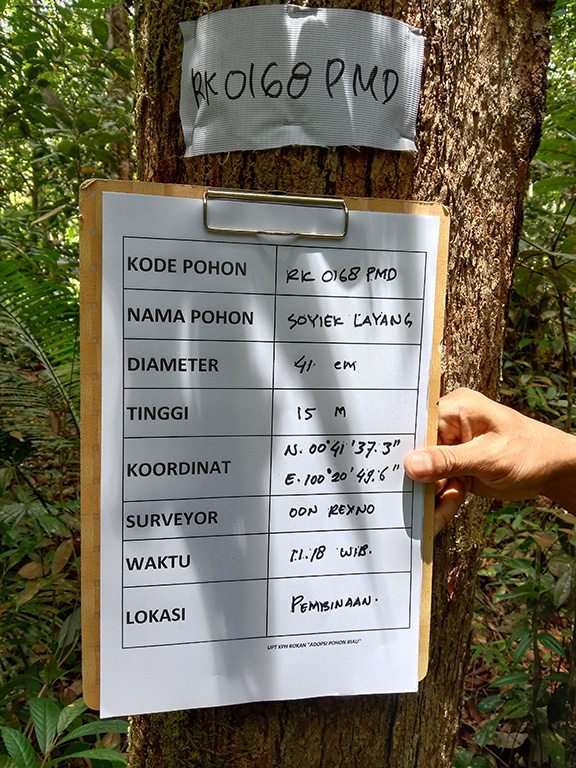 RK 0168 PMD
KODE POHON RK 0168 PMD
NAMA POHON SOYIEK LAYANG
DIAMETER 41 cm
TINGGI 15 M
KOORDINAT N. 00°41'37.3"
E. 100°20'49.6"
SURVEYOR OON REXNO
WAKTU 11.18 WIB.
LOKASI PEMBINAAN.
UPT KPH ROKAN "ADOPSI POHON RIAU"